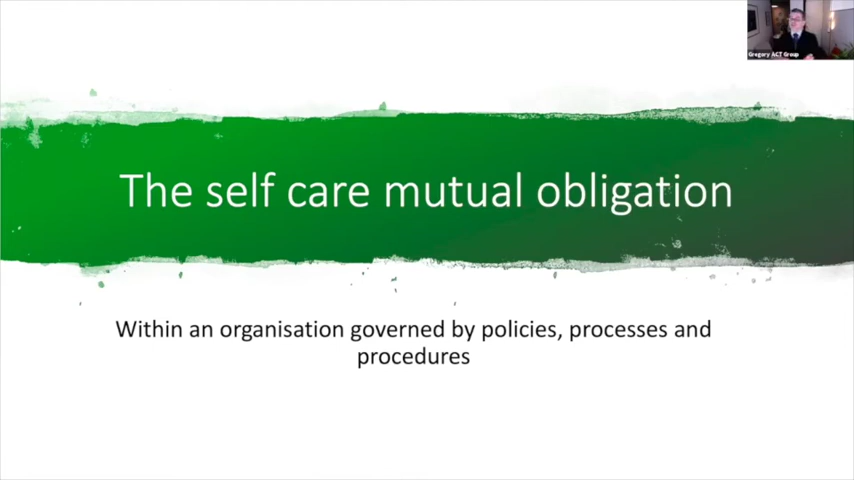 Gregory ACT Group
The self care mutual obligation
Within an organisation governed by policies, processes and
procedures